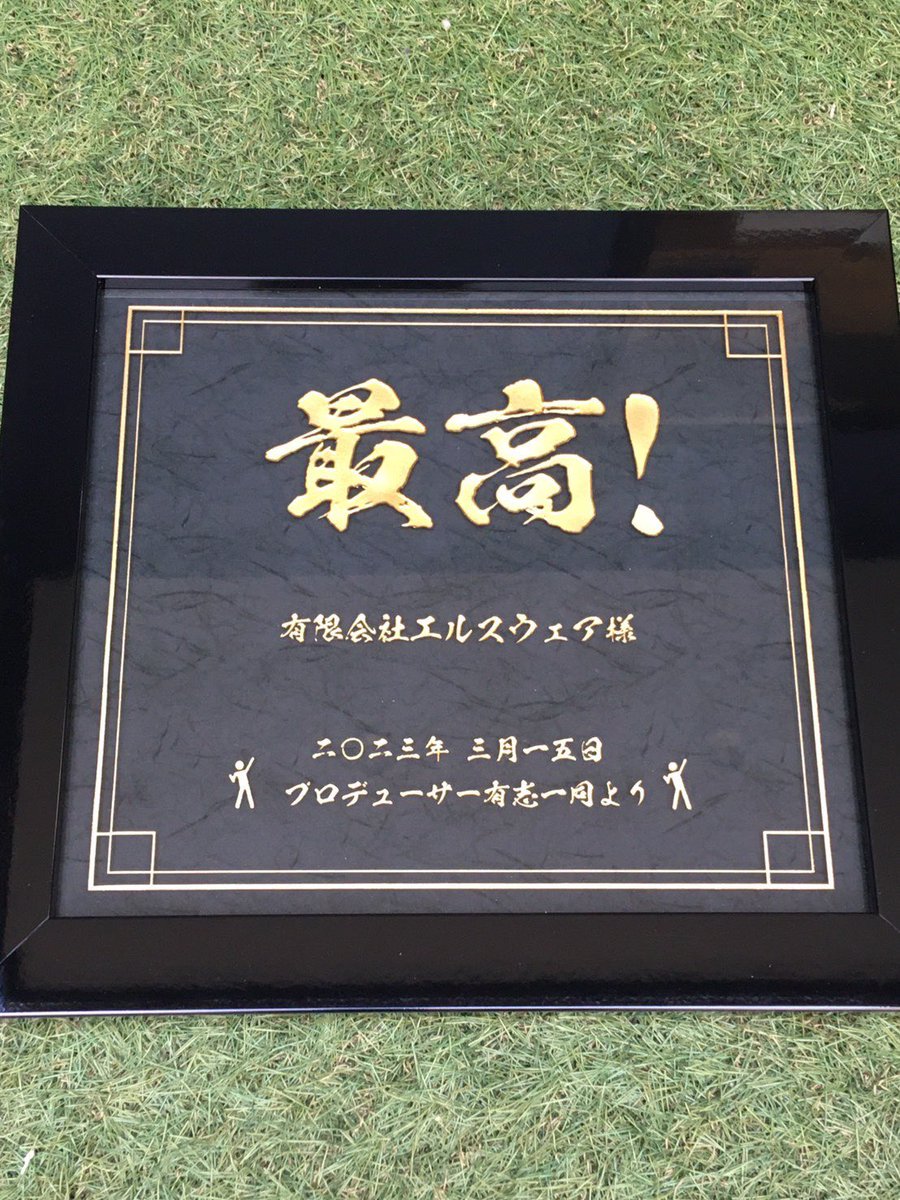 最高!
有限会社エルスウェア様
二〇二三年 三月一五日
プロデューサー有志一同より